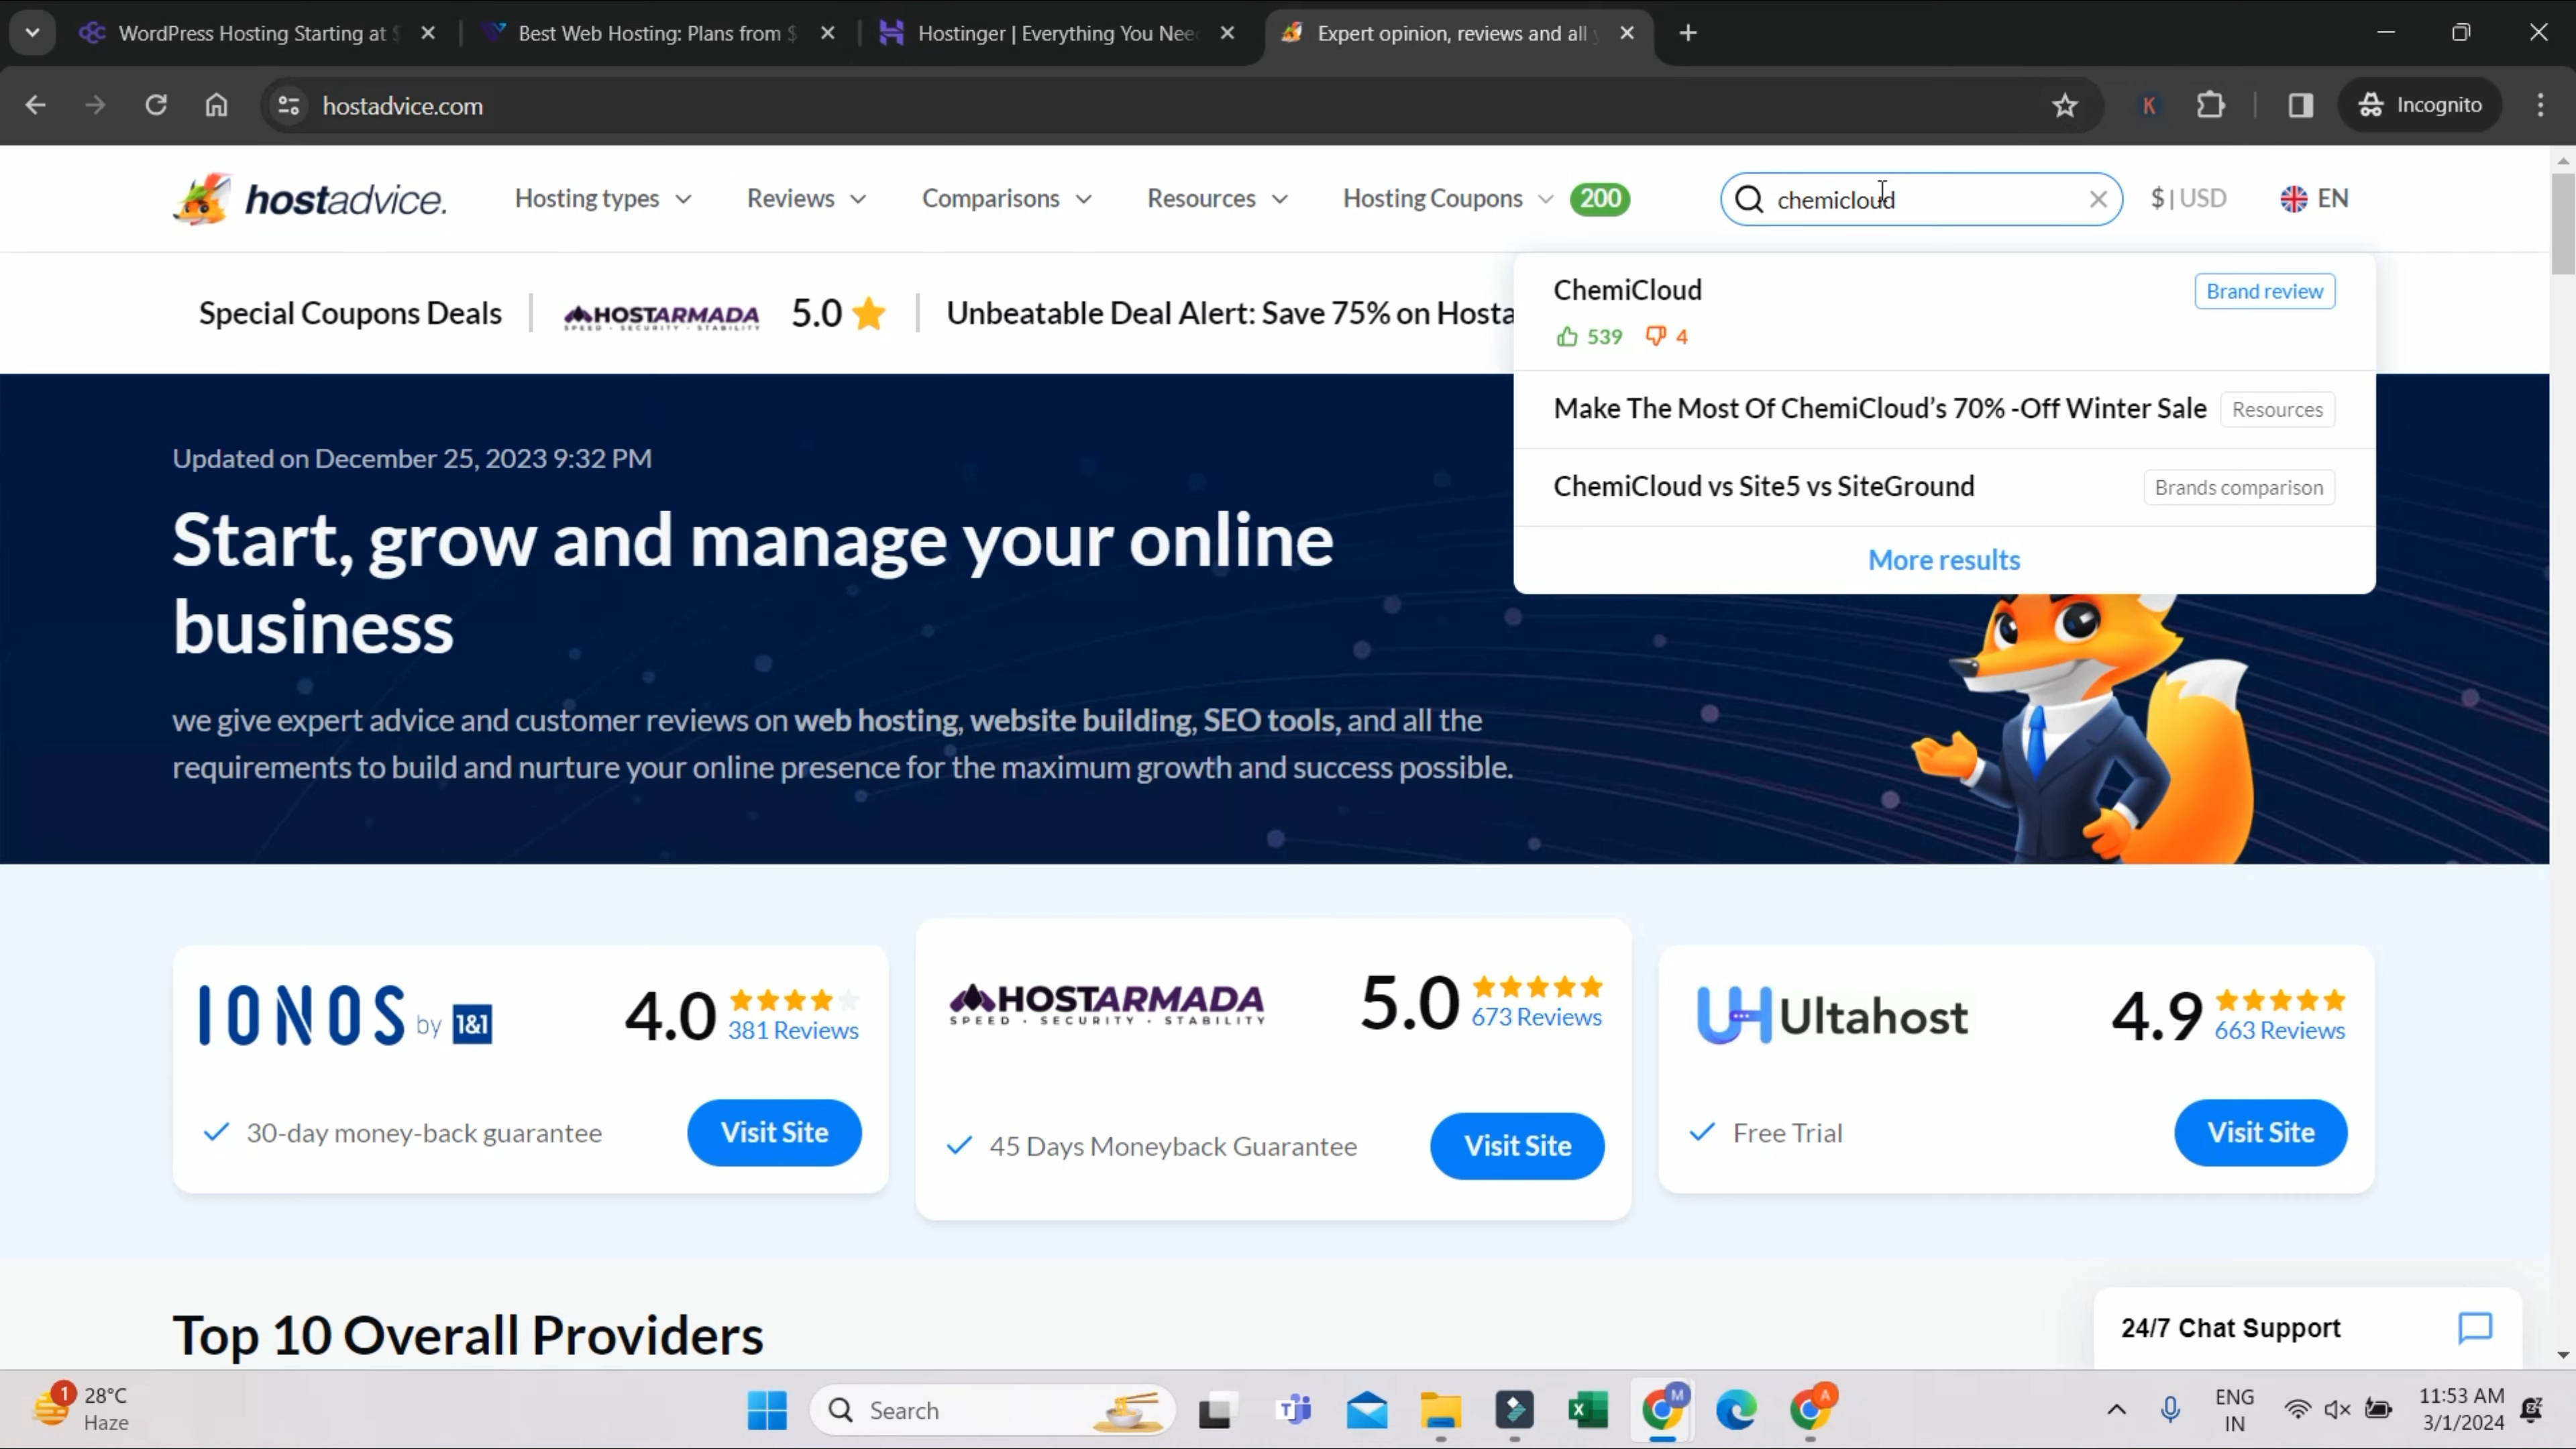 WordPress Hosting Starting at $
Best Web Hosting: Plans from $
Hostinger | Everything You Nee
Expert opinion, reviews and all
hostadvice.com
K
Incognito
hostadvice.
Hosting types
Reviews
Comparisons
Resources
Hosting Coupons
200
chemicloud
$ | USD
EN
Special Coupons Deals
HOSTARMADA
SPEED · SECURITY · STABILITY
5.0
Unbeatable Deal Alert: Save 75% on Hosta
ChemiCloud
Brand review
539
4
Make The Most Of ChemiCloud’s 70% -Off Winter Sale
Resources
ChemiCloud vs Site5 vs SiteGround
Brands comparison
More results
Updated on December 25, 2023 9:32 PM
Start, grow and manage your online
business
we give expert advice and customer reviews on web hosting, website building, SEO tools, and all the
requirements to build and nurture your online presence for the maximum growth and success possible.
IONOS by 1&1
4.0
381 Reviews
30-day money-back guarantee
Visit Site
HOSTARMADA
SPEED · SECURITY · STABILITY
5.0
673 Reviews
45 Days Moneyback Guarantee
Visit Site
Ultahost
4.9
663 Reviews
Free Trial
Visit Site
Top 10 Overall Providers
24/7 Chat Support
1
28°C
Haze
Search
M
A
ENG
IN
11:53 AM
3/1/2024